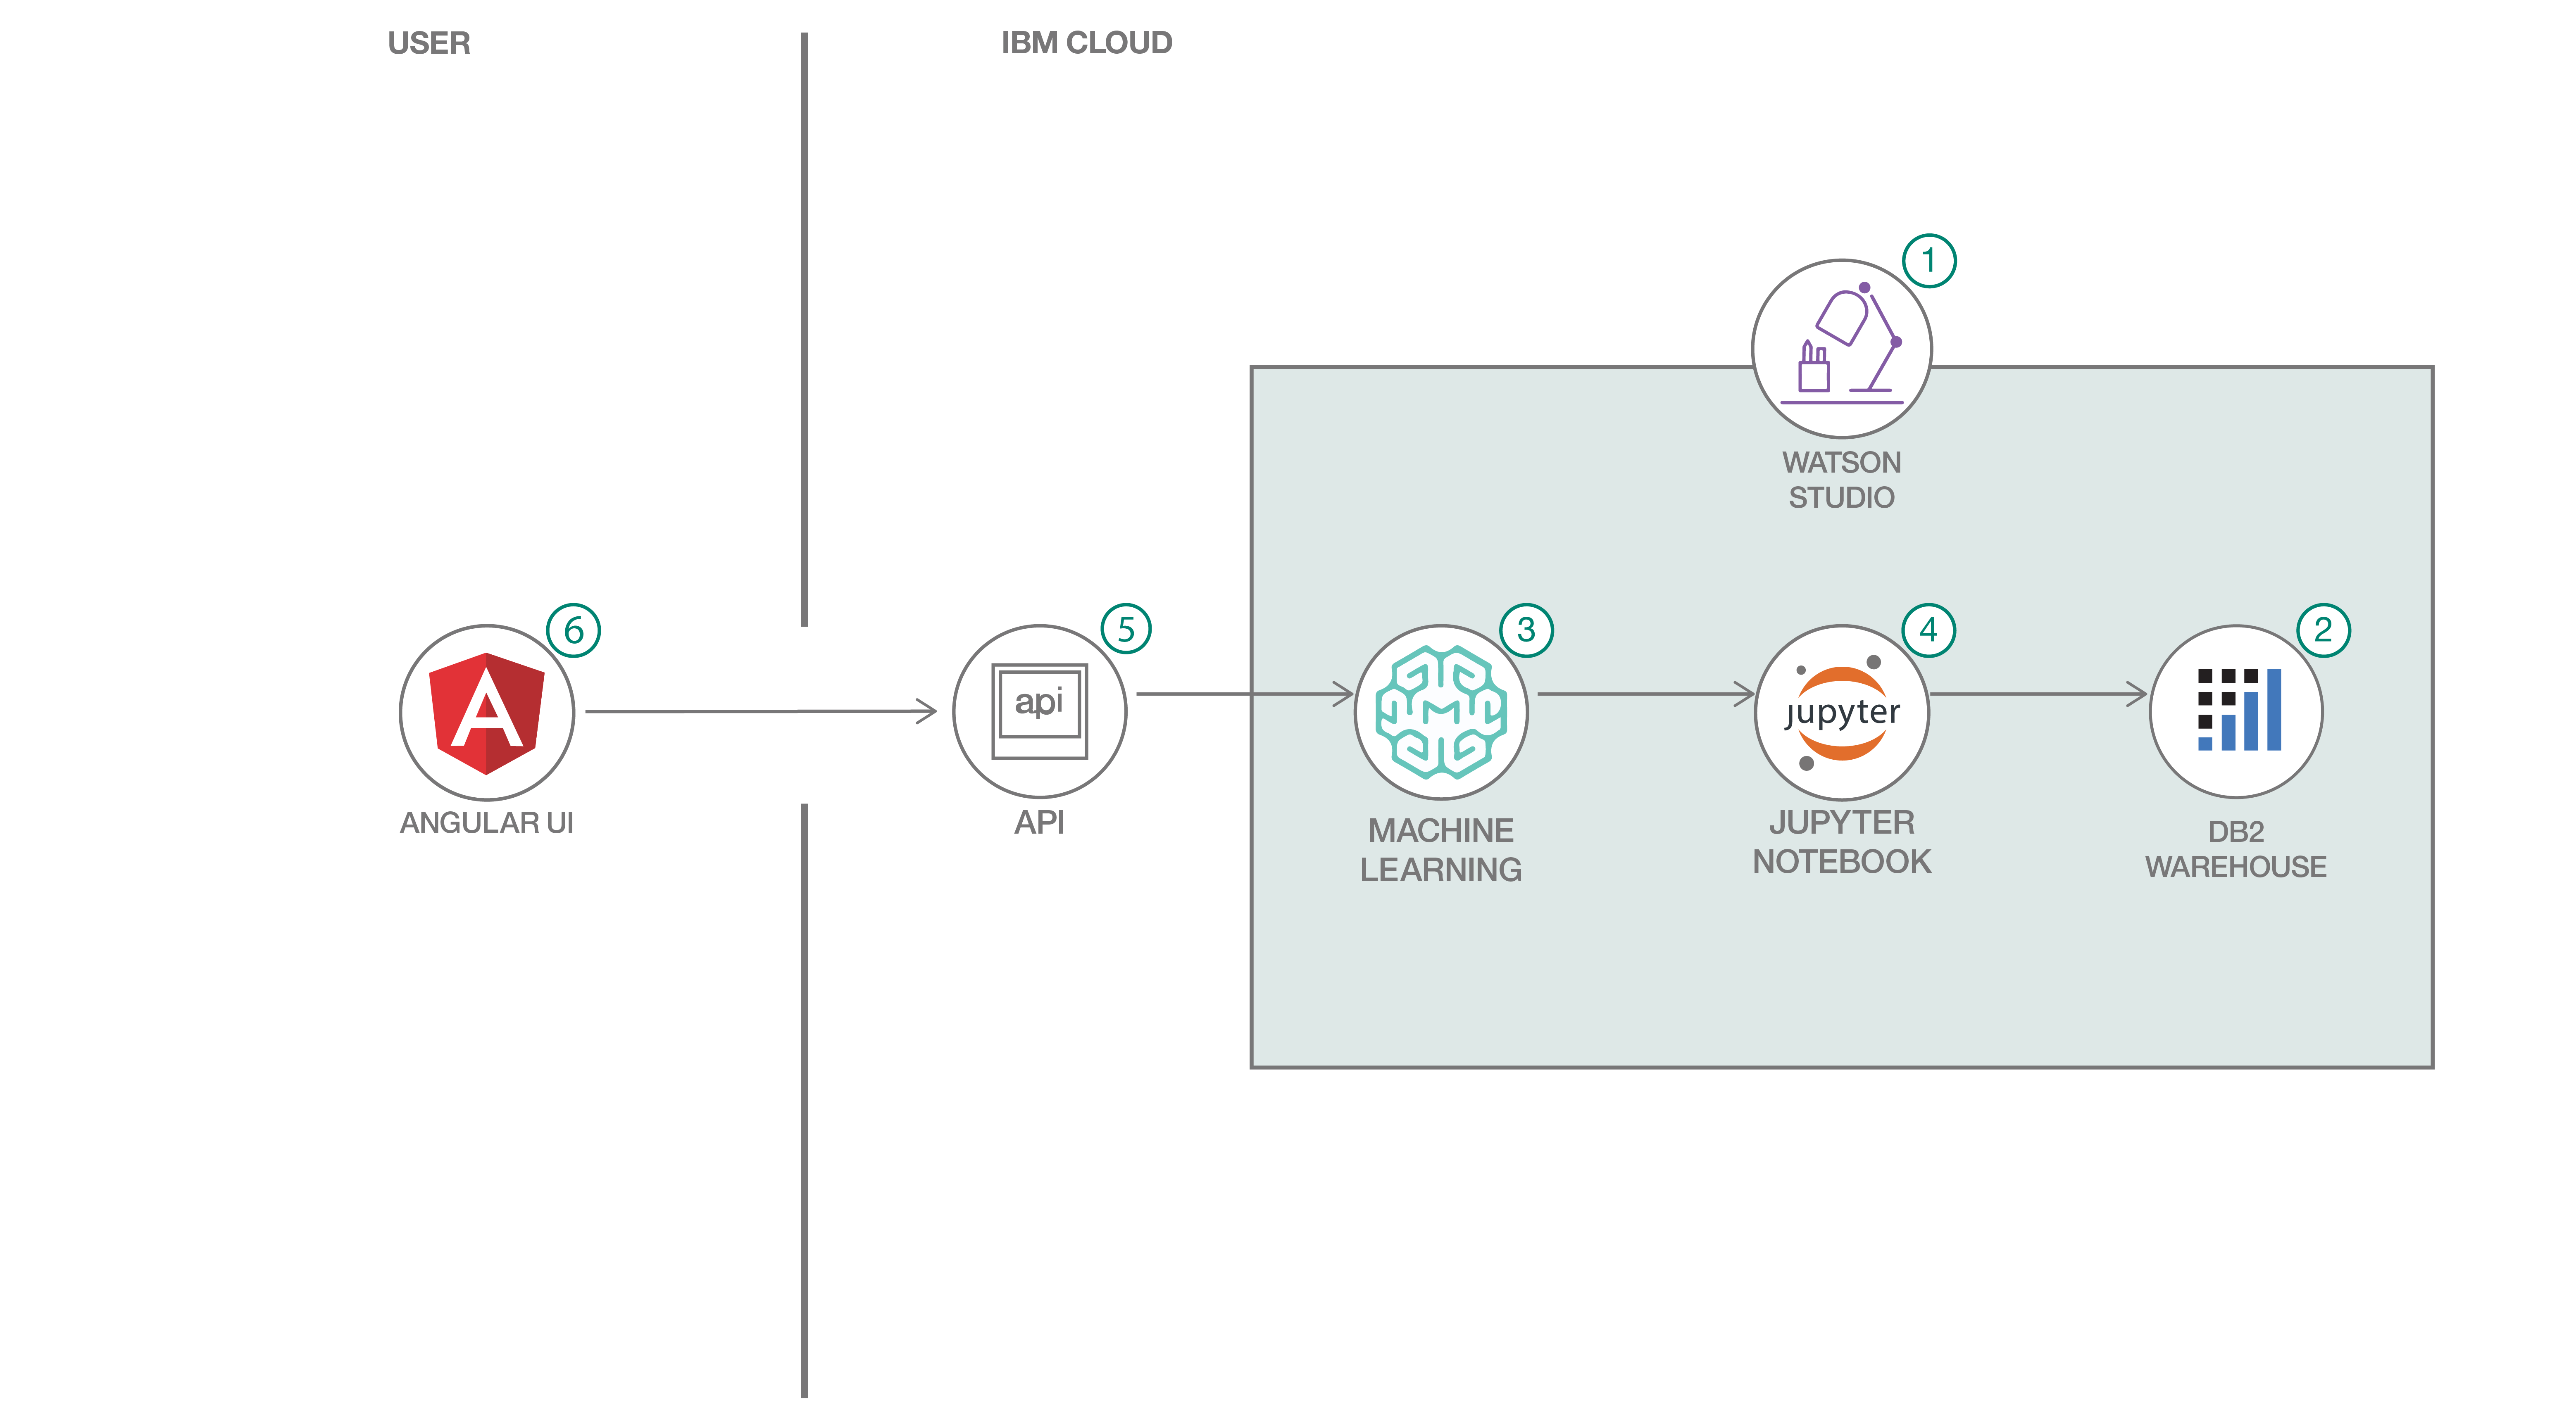 USER
IBM CLOUD
1
WATSON
STUDIO
6
ANGULAR UI
5
api
API
3
MACHINE
LEARNING
4
jupyter
JUPYTER
NOTEBOOK
2
DB2
WAREHOUSE